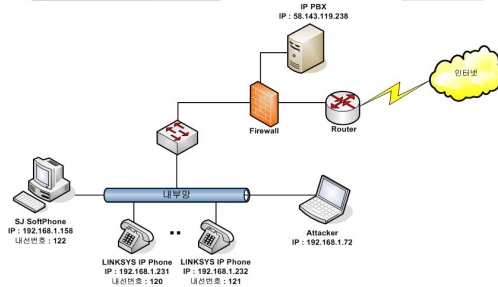 IP PBX
IP : 58.143.119.238
인터넷
Firewall
Router
내부망
SJ SoftPhone
IP : 192.168.1.158
내선번호 : 122
Attacker
IP : 192.168.1.72
LINKSYS IP Phone
IP : 192.168.1.231
내선번호 : 120
LINKSYS IP Phone
IP : 192.168.1.232
내선번호 : 121